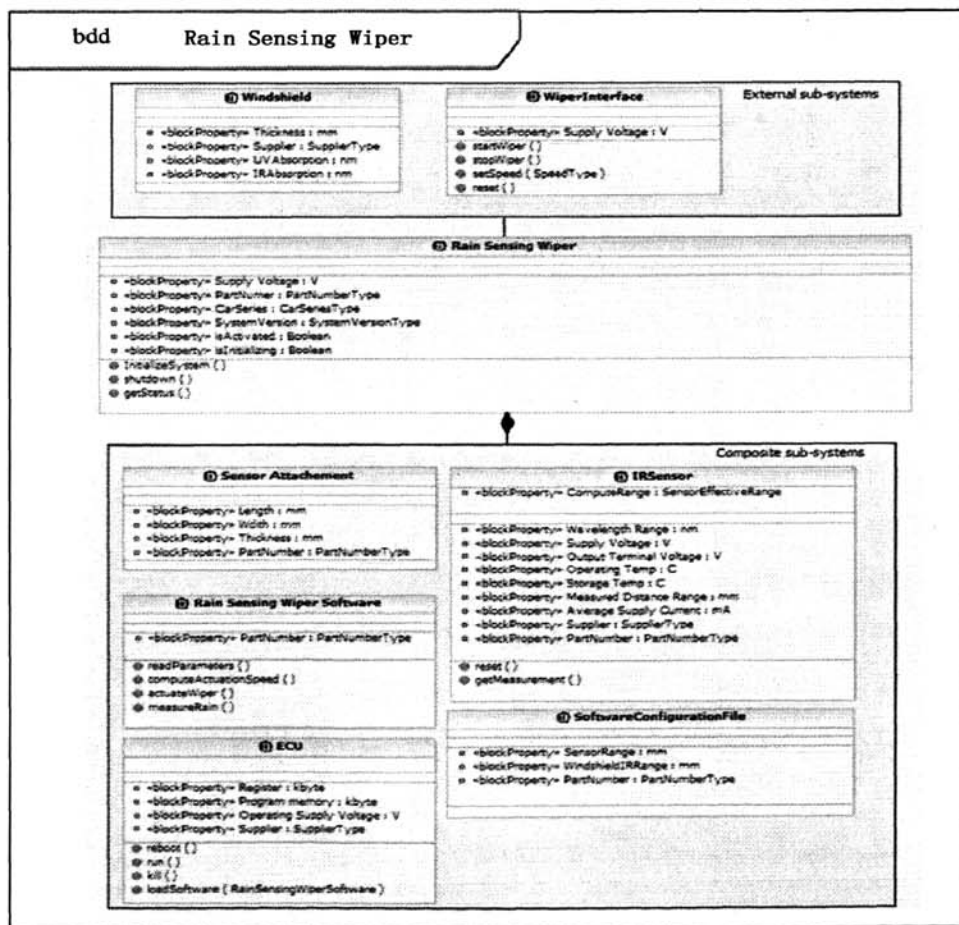 bdd Rain Sensing Wiper
External sub-systems
Windshield
«blockProperty» Thickness : mm
«blockProperty» Supplier : SupplierType
«blockProperty» UVAbsorption : nm
«blockProperty» IRAbsorption : nm
WiperInterface
«blockProperty» Supply Voltage : V
startWiper ( )
stopWiper ( )
setSpeed ( SpeedType )
reset ( )
Rain Sensing Wiper
«blockProperty» Supply Voltage : V
«blockProperty» PartNumer : PartNumberType
«blockProperty» CarSeries : CarSeriesType
«blockProperty» SystemVersion : SystemVersionType
«blockProperty» isActivated : Boolean
«blockProperty» isInitializing : Boolean
InitializeSystem ( )
shutdown ( )
getStatus ( )
Composite sub-systems
Sensor Attachement
«blockProperty» Length : mm
«blockProperty» Width : mm
«blockProperty» Thickness : mm
«blockProperty» PartNumber : PartNumberType
IRSensor
«blockProperty» ComputeRange : SensorEffectiveRange
«blockProperty» Wavelength Range : nm
«blockProperty» Supply Voltage : V
«blockProperty» Output Terminal Voltage : V
«blockProperty» Operating Temp : C
«blockProperty» Storage Temp : C
«blockProperty» Measured Distance Range : mm
«blockProperty» Average Supply Current : mA
«blockProperty» Supplier : SupplierType
«blockProperty» PartNumber : PartNumberType
reset ( )
getMeasurement ( )
Rain Sensing Wiper Software
«blockProperty» PartNumber : PartNumberType
readParameters ( )
computeActuationSpeed ( )
actuateWiper ( )
measureRain ( )
SoftwareConfigurationFile
«blockProperty» SensorRange : mm
«blockProperty» WindshieldIRRange : mm
«blockProperty» PartNumber : PartNumberType
ECU
«blockProperty» Register : kbyte
«blockProperty» Program memory : kbyte
«blockProperty» Operating Supply Voltage : V
«blockProperty» Supplier : SupplierType
reboot ( )
run ( )
kill ( )
loadSoftware ( RainSensingWiperSoftware )